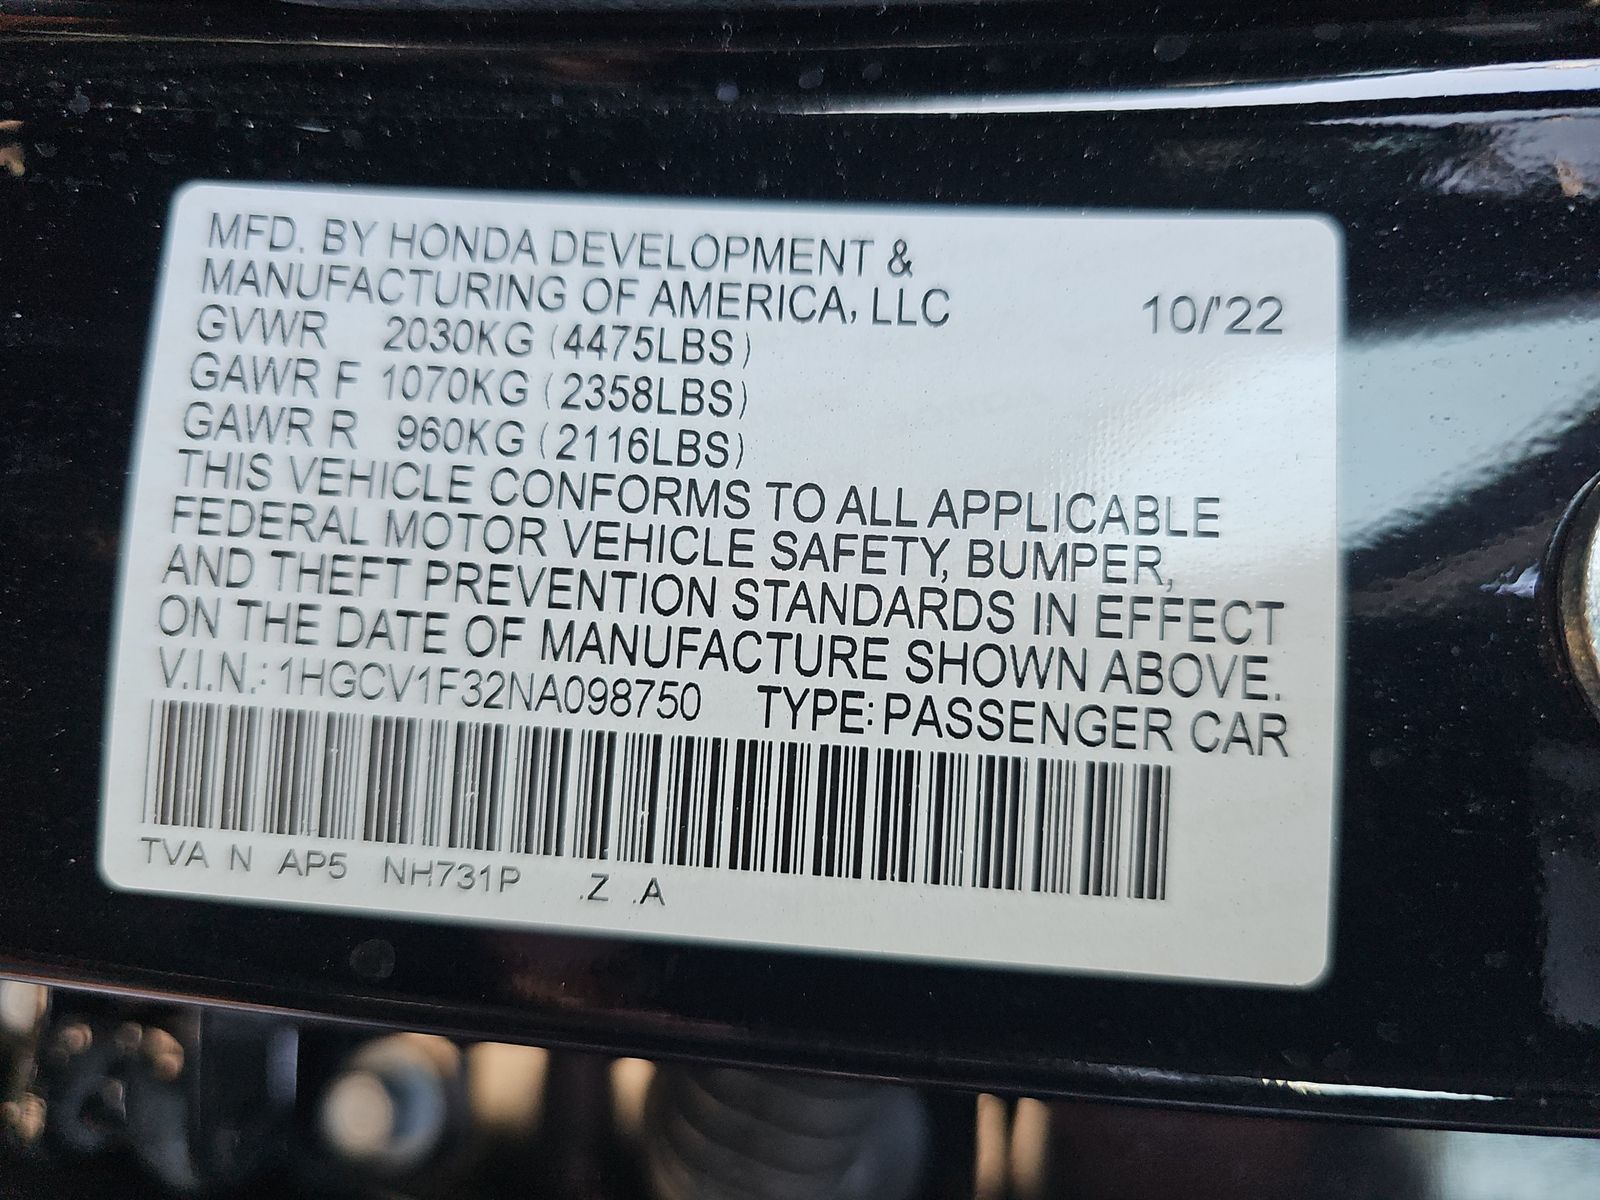 MFD. BY HONDA DEVELOPMENT &
MANUFACTURING OF AMERICA, LLC 10/'22
GVWR 2030KG (4475LBS)
GAWR F 1070KG (2358LBS)
GAWR R 960KG (2116LBS)
THIS VEHICLE CONFORMS TO ALL APPLICABLE
FEDERAL MOTOR VEHICLE SAFETY, BUMPER,
AND THEFT PREVENTION STANDARDS IN EFFECT
ON THE DATE OF MANUFACTURE SHOWN ABOVE.
V.I.N.: 1HGCV1F32NA098750 TYPE: PASSENGER CAR
TVA N AP5 NH731P .Z .A